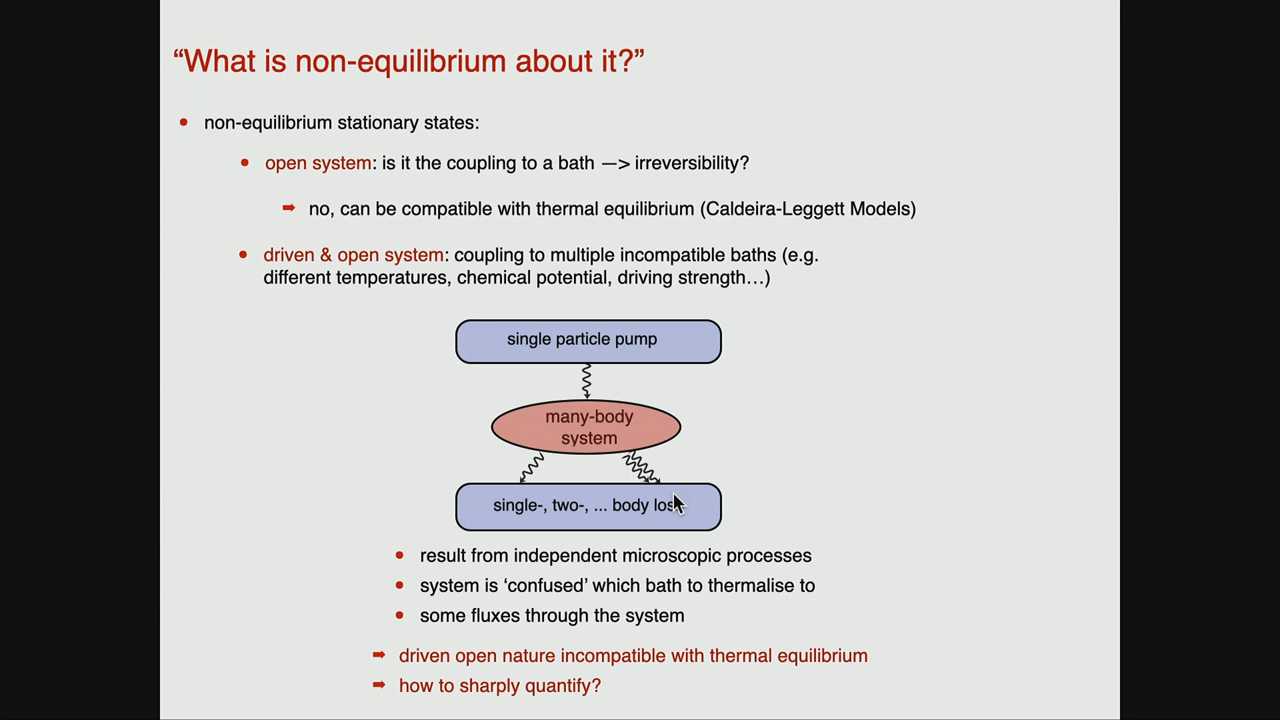 “What is non-equilibrium about it?”
• non-equilibrium stationary states:
• open system: is it the coupling to a bath —> irreversibility?
➡ no, can be compatible with thermal equilibrium (Caldeira-Leggett Models)
• driven & open system: coupling to multiple incompatible baths (e.g.
different temperatures, chemical potential, driving strength…)
single particle pump
many-body
system
single-, two-, ... body los
• result from independent microscopic processes
• system is ‘confused’ which bath to thermalise to
• some fluxes through the system
➡ driven open nature incompatible with thermal equilibrium
➡ how to sharply quantify?